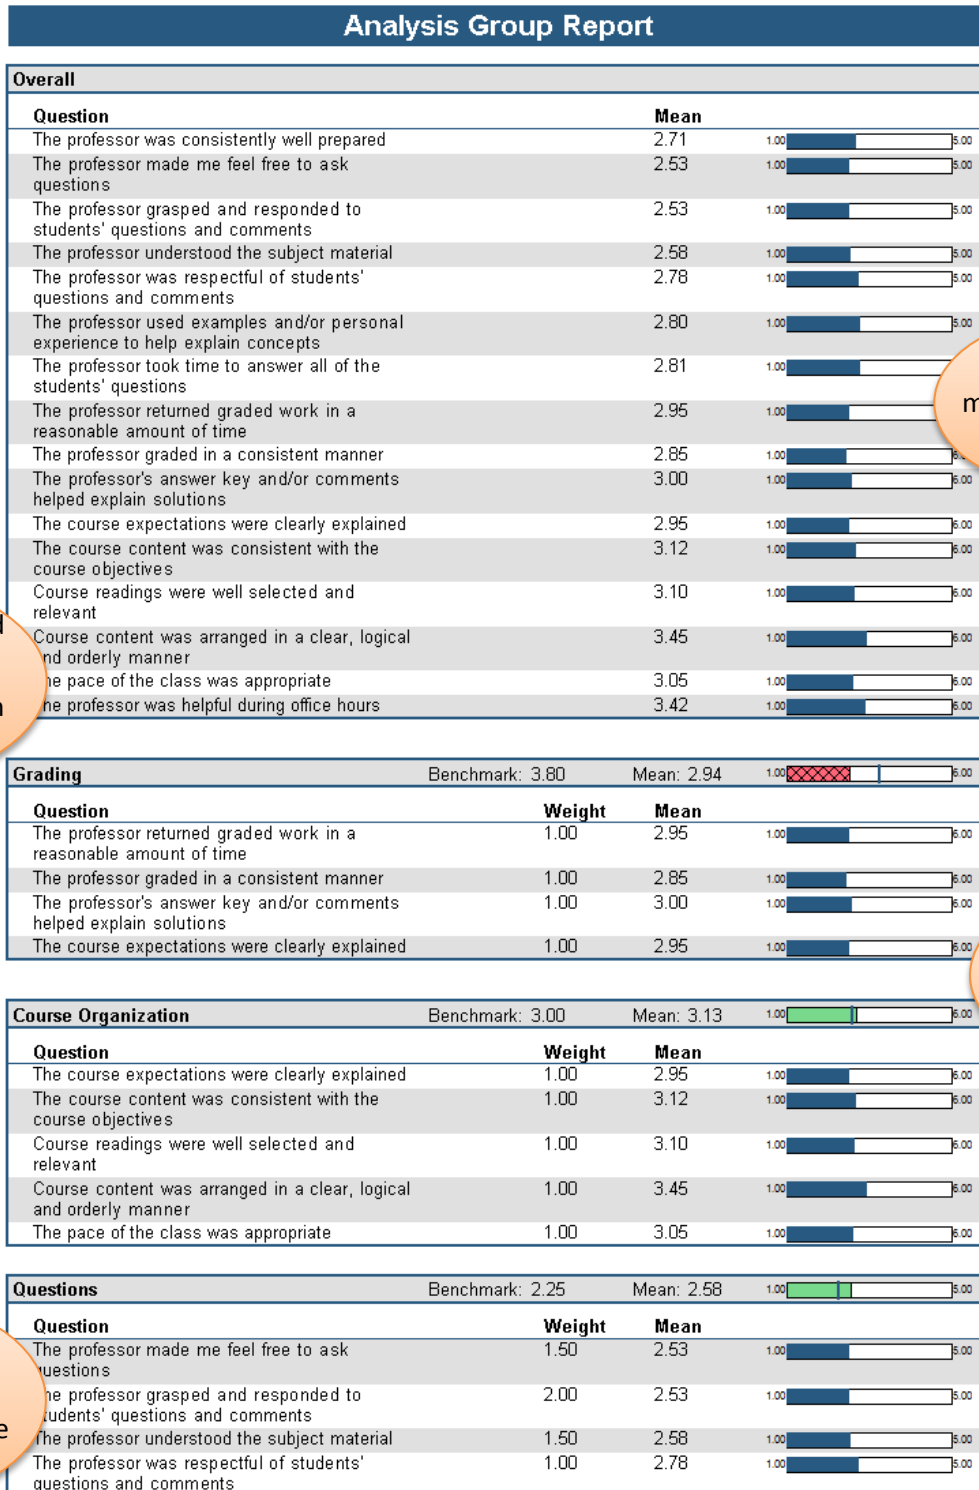 Analysis Group Report
Overall
Question Mean
The professor was consistently well prepared 2.71 1.00 5.00
The professor made me feel free to ask 2.53 1.00 5.00
questions
The professor grasped and responded to 2.53 1.00 5.00
students' questions and comments
The professor understood the subject material 2.58 1.00 5.00
The professor was respectful of students' 2.78 1.00 5.00
questions and comments
The professor used examples and/or personal 2.80 1.00 5.00
experience to help explain concepts
The professor took time to answer all of the 2.81 1.00
students' questions
The professor returned graded work in a 2.95 1.00
reasonable amount of time
The professor graded in a consistent manner 2.85 1.00
The professor's answer key and/or comments 3.00 1.00 6.00
helped explain solutions
The course expectations were clearly explained 2.95 1.00 6.00
The course content was consistent with the 3.12 1.00 6.00
course objectives
Course readings were well selected and 3.10 1.00 6.00
relevant
Course content was arranged in a clear, logical 3.45 1.00 6.00
nd orderly manner
he pace of the class was appropriate 3.05 1.00 6.00
he professor was helpful during office hours 3.42 1.00 6.00
Grading Benchmark: 3.80 Mean: 2.94 1.00 6.00
Question Weight Mean
The professor returned graded work in a 1.00 2.95 1.00 6.00
reasonable amount of time
The professor graded in a consistent manner 1.00 2.85 1.00 6.00
The professor's answer key and/or comments 1.00 3.00 1.00 6.00
helped explain solutions
The course expectations were clearly explained 1.00 2.95 1.00 6.00
Course Organization Benchmark: 3.00 Mean: 3.13 1.00 6.00
Question Weight Mean
The course expectations were clearly explained 1.00 2.95 1.00 6.00
The course content was consistent with the 1.00 3.12 1.00 6.00
course objectives
Course readings were well selected and 1.00 3.10 1.00 6.00
relevant
Course content was arranged in a clear, logical 1.00 3.45 1.00 6.00
and orderly manner
The pace of the class was appropriate 1.00 3.05 1.00 6.00
Questions Benchmark: 2.25 Mean: 2.58 1.00 5.00
Question Weight Mean
The professor made me feel free to ask 1.50 2.53 1.00 5.00
uestions
he professor grasped and responded to 2.00 2.53 1.00 5.00
tudents' questions and comments
The professor understood the subject material 1.50 2.58 1.00 5.00
The professor was respectful of students' 1.00 2.78 1.00 5.00
questions and comments